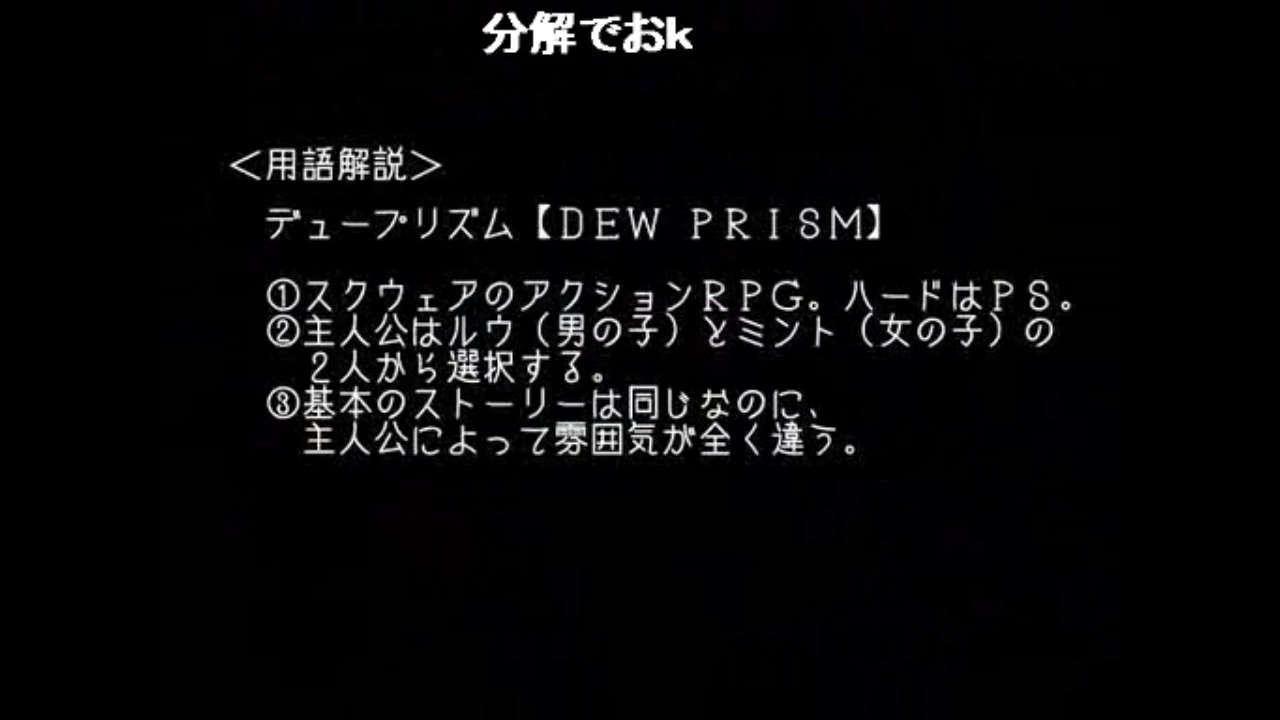 分解でおk
＜用語解説＞
デュープリズム【ＤＥＷ ＰＲＩＳＭ】
①スクウェアのアクションＲＰＧ。ハードはＰＳ。
②主人公はルウ（男の子）とミント（女の子）の
２人から選択する。
③基本のストーリーは同じなのに、
主人公によって雰囲気が全く違う。